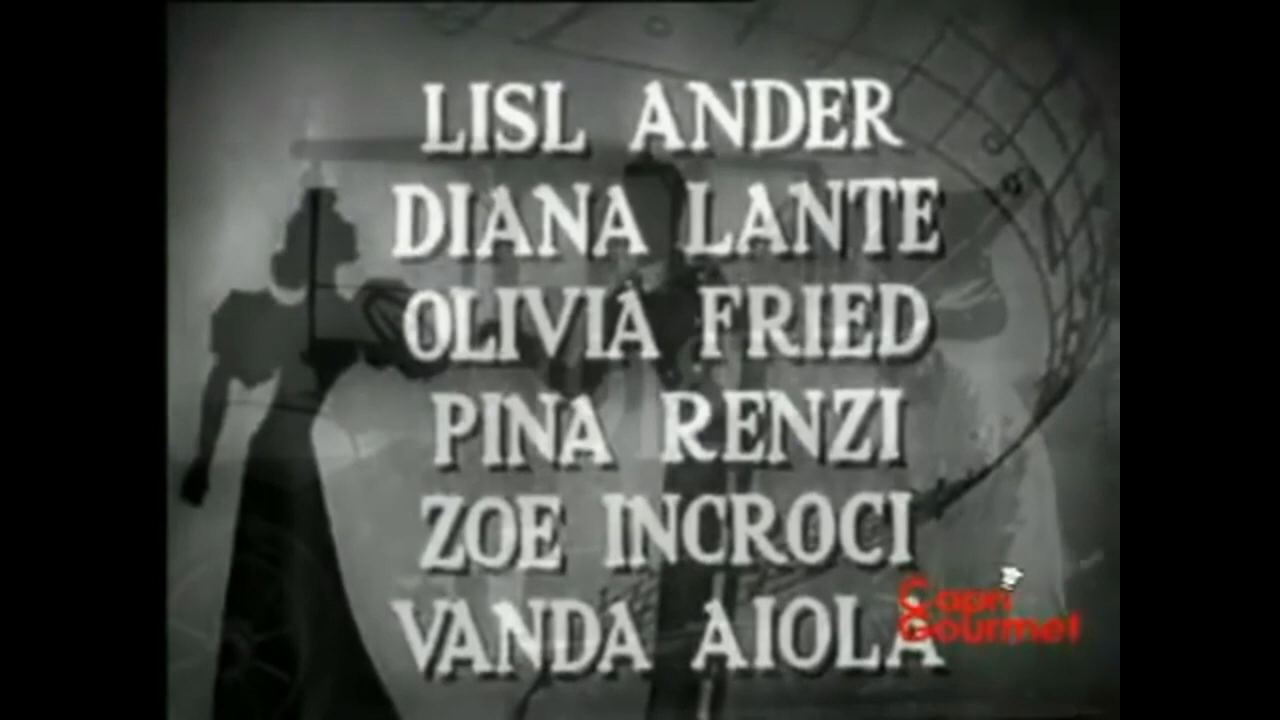 LISL ANDER
DIANA LANTE
OLIVIA FRIED
PINA RENZI
ZOE INCROCI
VANDA AIOLA
Capri
Gourmet